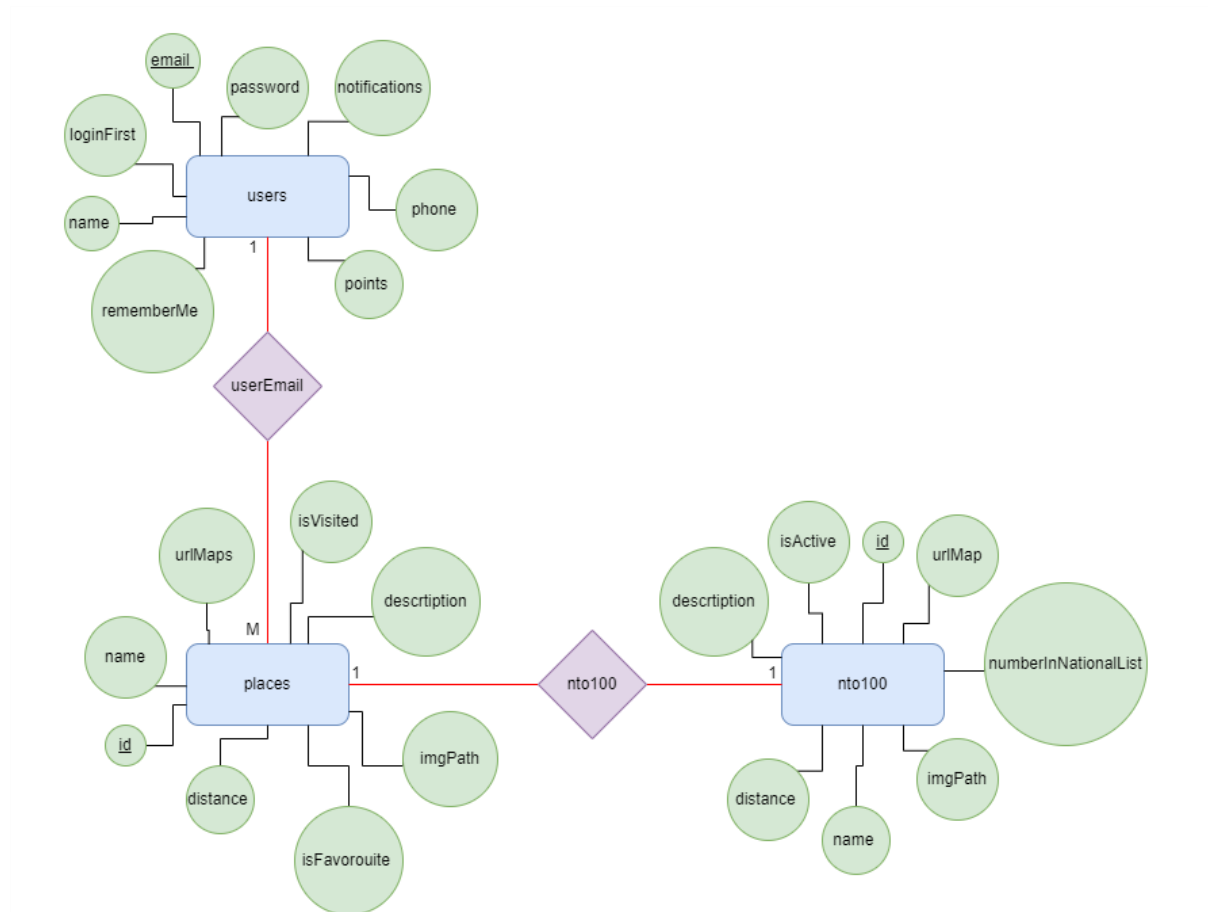 email
password
notifications
loginFirst
users
phone
name
1
points
rememberMe
userEmail
isVisited
urlMaps
isActive
id
urlMap
descrtiption
descrtiption
M
name
numberInNationalList
places
1
nto100
1
nto100
id
imgPath
imgPath
distance
distance
name
isFavorouite